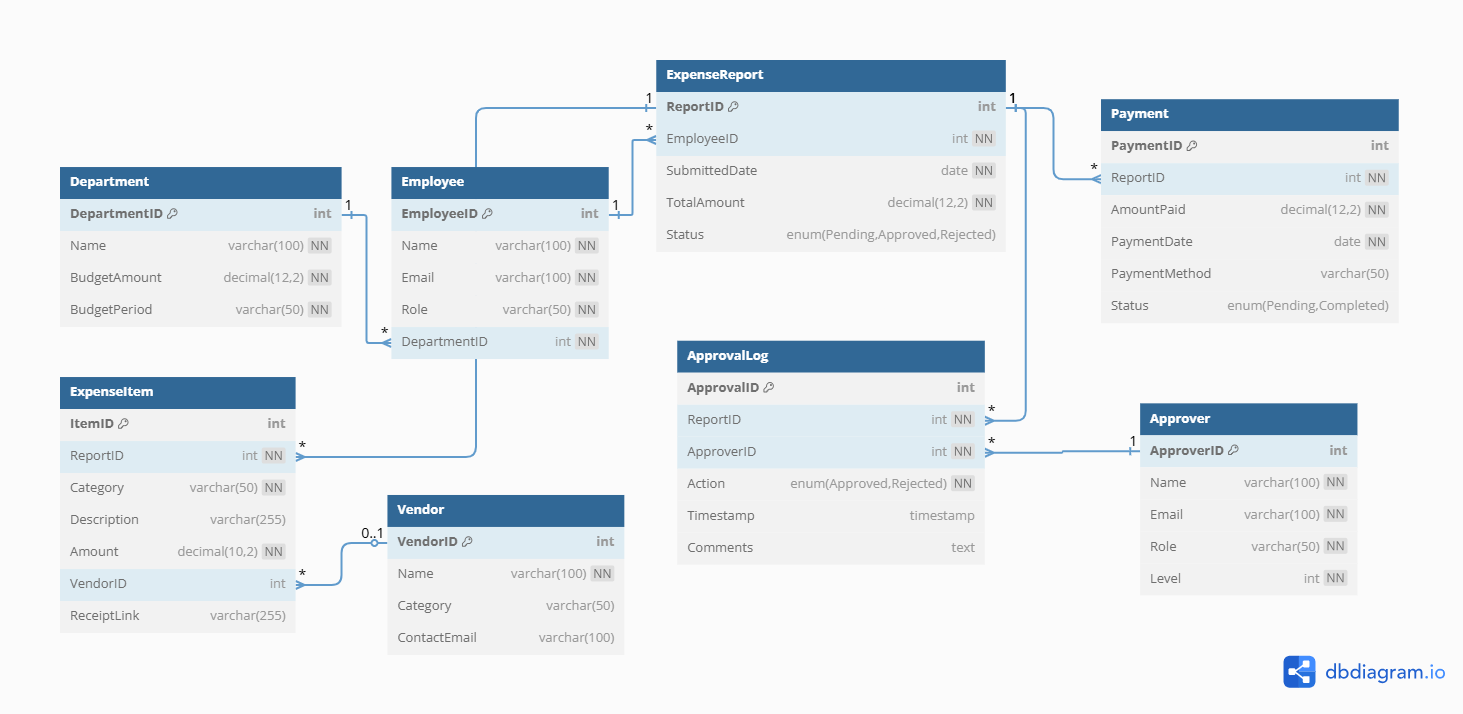 ExpenseReport
1 ReportID int 1
* EmployeeID int NN
SubmittedDate date NN
TotalAmount decimal(12,2) NN
Status enum(Pending,Approved,Rejected)
Payment
PaymentID int
* ReportID int NN
AmountPaid decimal(12,2) NN
PaymentDate date NN
PaymentMethod varchar(50)
Status enum(Pending,Completed)
Department
DepartmentID int 1
Name varchar(100) NN
BudgetAmount decimal(12,2) NN
BudgetPeriod varchar(50) NN
Employee
EmployeeID int 1
Name varchar(100) NN
Email varchar(100) NN
Role varchar(50) NN
* DepartmentID int NN
ExpenseItem
ItemID int
ReportID int NN *
Category varchar(50) NN
Description varchar(255)
Amount decimal(10,2) NN
VendorID int *
ReceiptLink varchar(255)
Vendor
0..1 VendorID int
Name varchar(100) NN
Category varchar(50)
ContactEmail varchar(100)
ApprovalLog
ApprovalID int
ReportID int NN *
ApproverID int NN *
Action enum(Approved,Rejected) NN
Timestamp timestamp
Comments text
Approver
1 ApproverID int
Name varchar(100) NN
Email varchar(100) NN
Role varchar(50) NN
Level int NN
dbdiagram.io